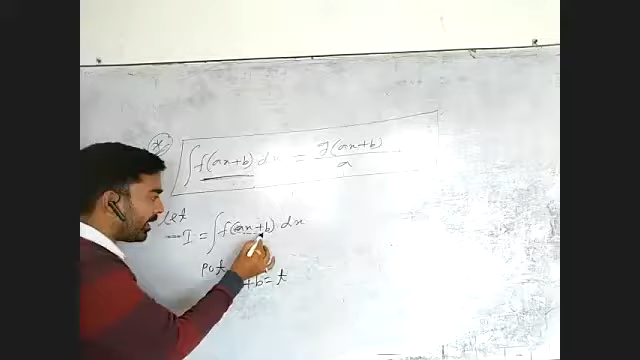 (*) ∫ f(ax+b) dx = g(ax+b)/a
Let
I = ∫ f(ax+b) · dx
Put
+b = t